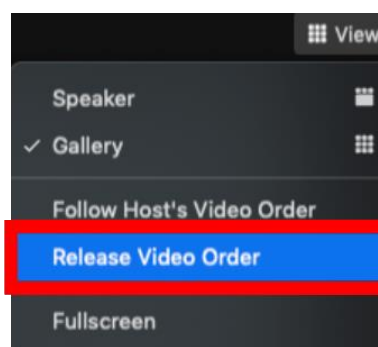 View
Speaker
Gallery
Follow Host's Video Order
Release Video Order
Fullscreen